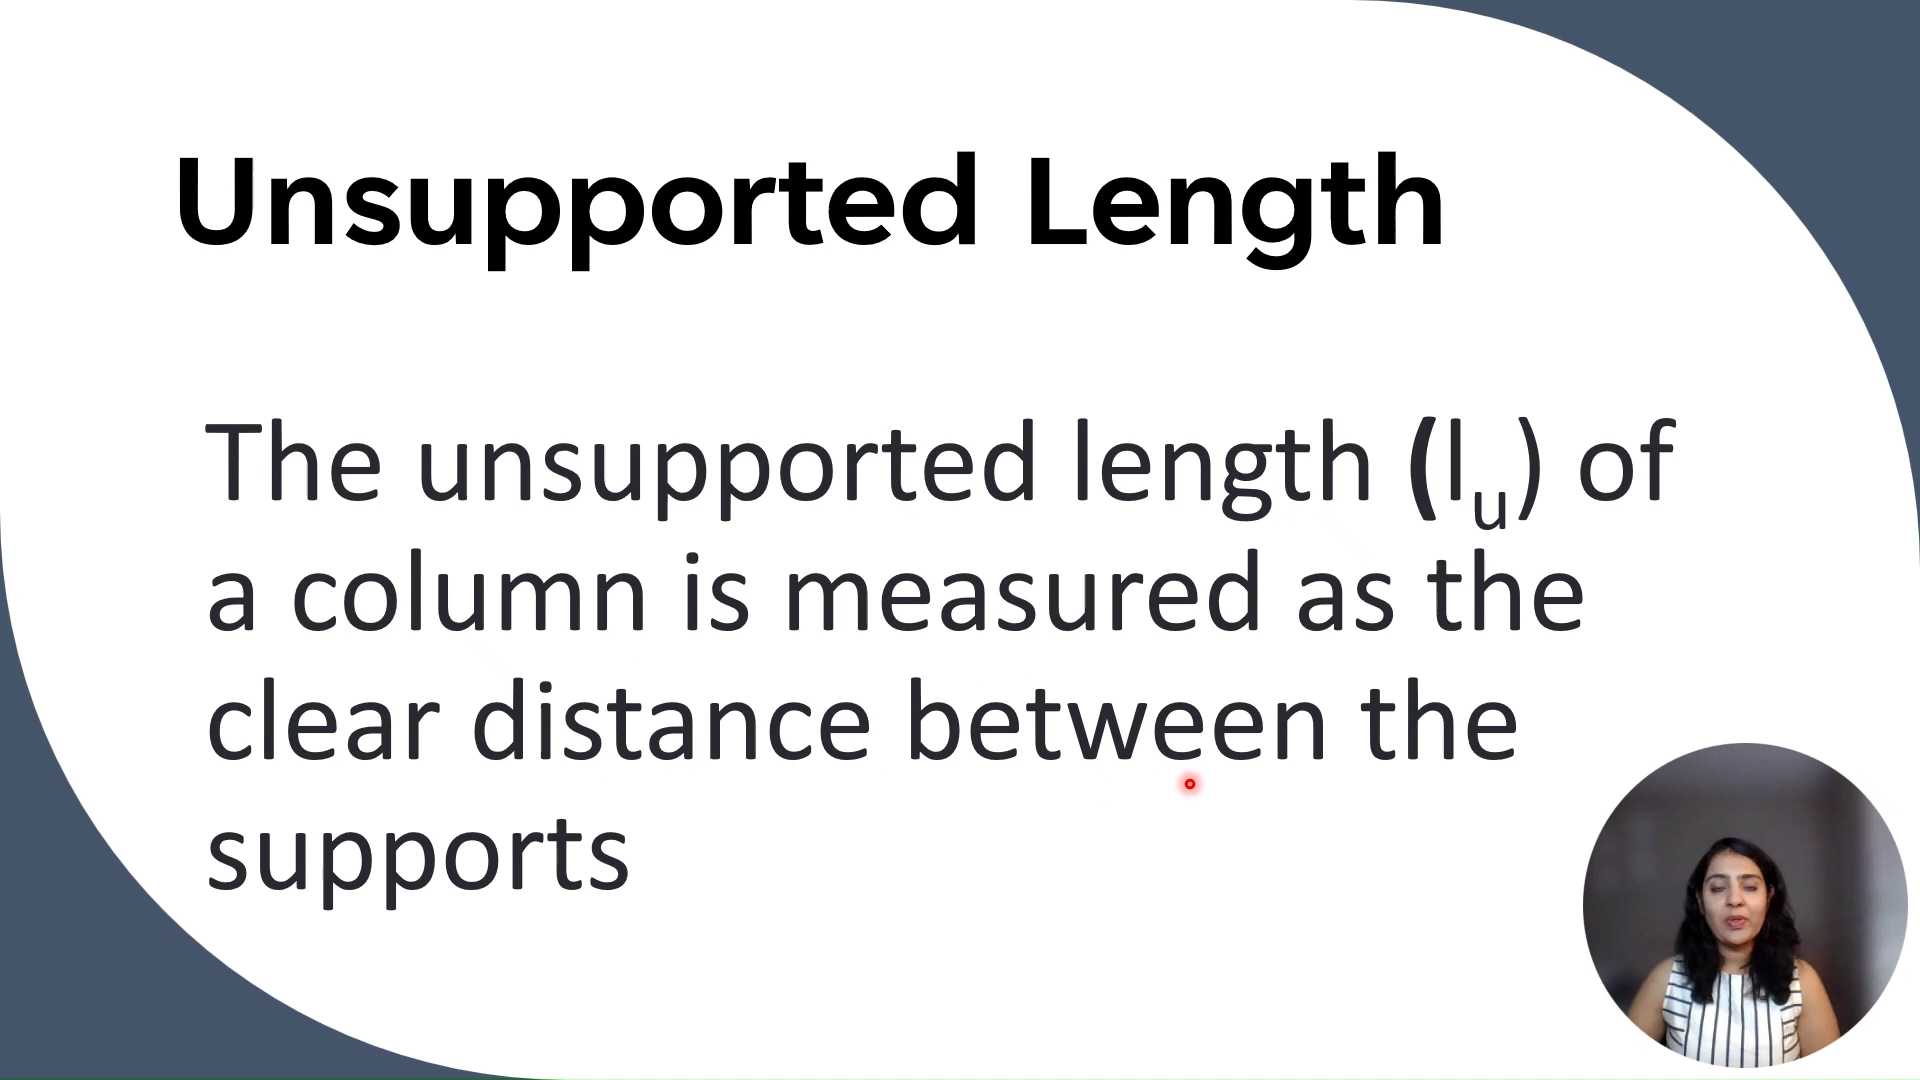 Unsupported Length
The unsupported length (lᵤ) of
a column is measured as the
clear distance between the
supports